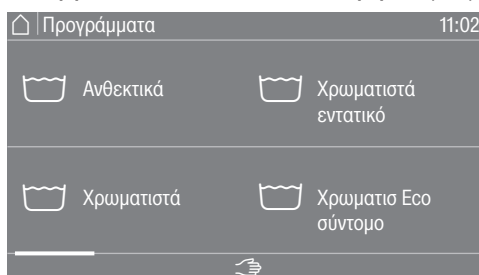 Προγράμματα 11:02
Ανθεκτικά
Χρωματιστά
εντατικό
Χρωματιστά
Χρωματισ Eco
σύντομο